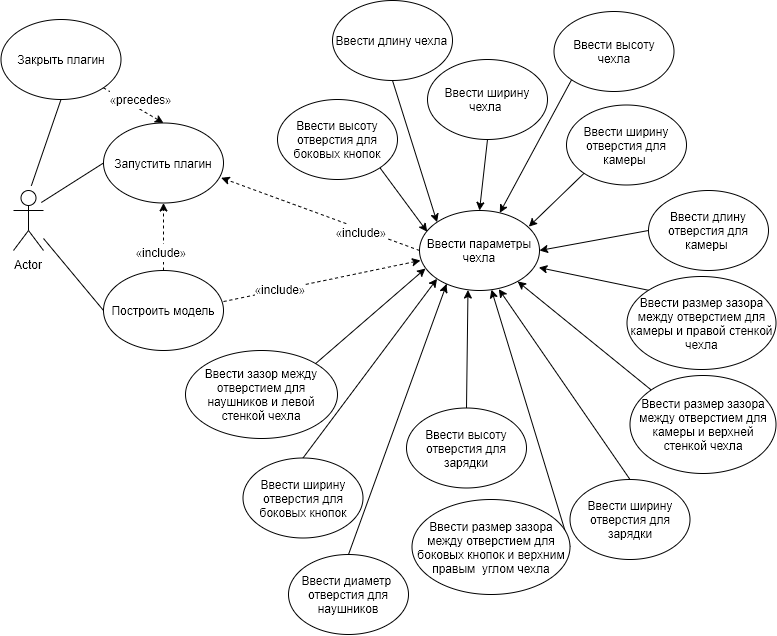 Закрыть плагин
«precedes»
Запустить плагин
Actor
«include»
Построить модель
«include»
«include»
Ввести длину чехла
Ввести высоту
чехла
Ввести ширину
чехла
Ввести высоту
отверстия для
боковых кнопок
Ввести ширину
отверстия для
камеры
Ввести параметры
чехла
Ввести длину
отверстия для
камеры
Ввести размер зазора
между отверстием для
камеры и правой стенкой
чехла
Ввести размер зазора
между отверстием для
камеры и верхней
стенкой чехла
Ввести зазор между
отверстием для
наушников и левой
стенкой чехла
Ввести высоту
отверстия для
зарядки
Ввести ширину
отверстия для
боковых кнопок
Ввести ширину
отверстия для
зарядки
Ввести размер зазора
между отверстием для
боковых кнопок и верхним
правым углом чехла
Ввести диаметр
отверстия для
наушников